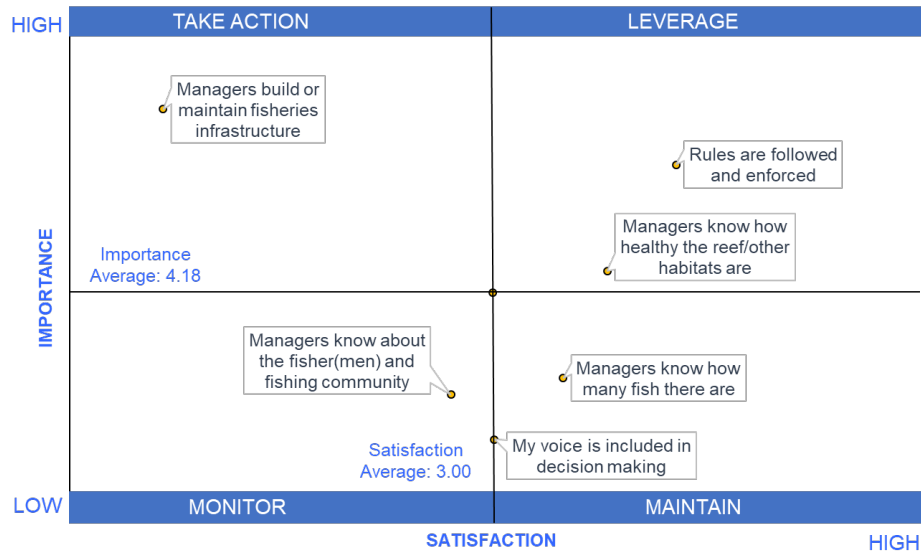 HIGH
TAKE ACTION
LEVERAGE
Managers build or
maintain fisheries
infrastructure
Rules are followed
and enforced
Managers know how
healthy the reef/other
habitats are
Importance
Average: 4.18
IMPORTANCE
Managers know about
the fisher(men) and
fishing community
Managers know how
many fish there are
My voice is included in
decision making
Satisfaction
Average: 3.00
LOW
MONITOR
MAINTAIN
SATISFACTION
HIGH